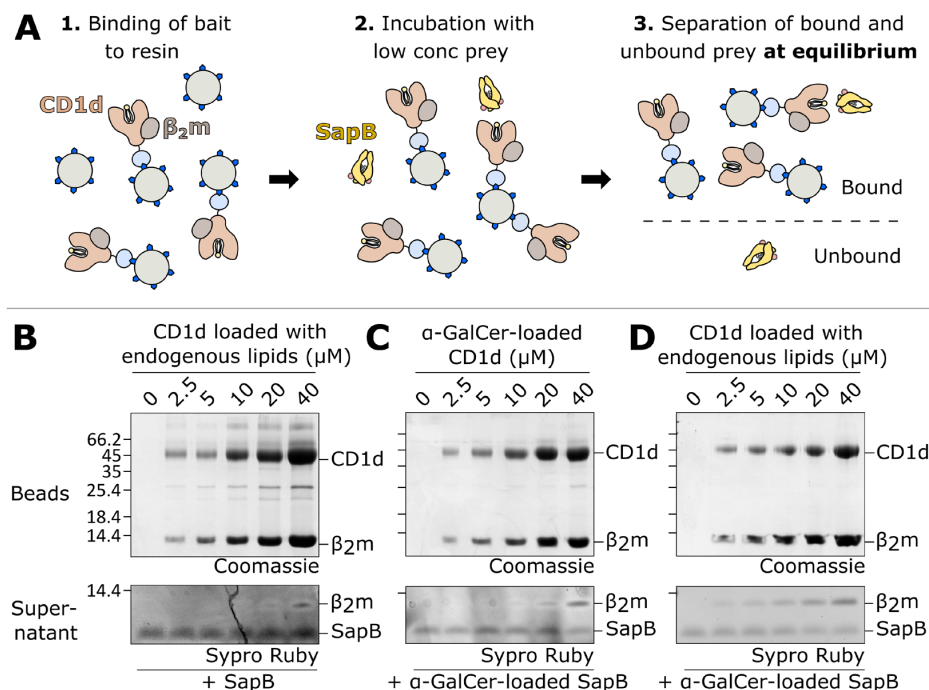 A
1. Binding of bait
to resin
2. Incubation with
low conc prey
3. Separation of bound and
unbound prey at equilibrium
CD1d
β₂m
SapB
Bound
Unbound
B
CD1d loaded with
endogenous lipids (µM)
0 2.5 5 10 20 40
C
α-GalCer-loaded
CD1d (µM)
0 2.5 5 10 20 40
D
CD1d loaded with
endogenous lipids (µM)
0 2.5 5 10 20 40
Beads
66.2
45
35
25.4
18.4
14.4
CD1d
β₂m
Coomassie
CD1d
β₂m
Coomassie
CD1d
β₂m
Coomassie
Super-
natant
14.4
β₂m
SapB
Sypro Ruby
+ SapB
β₂m
SapB
Sypro Ruby
+ α-GalCer-loaded SapB
β₂m
SapB
Sypro Ruby
+ α-GalCer-loaded SapB